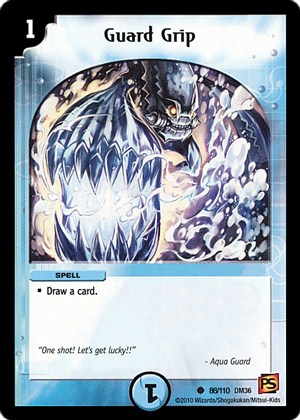 1
Guard Grip
SPELL
▪ Draw a card.
"One shot! Let's get lucky!!"
- Aqua Guard
1
● 86/110 DM36
PS
©2010 Wizards/Shogakukan/Mitsui-Kids